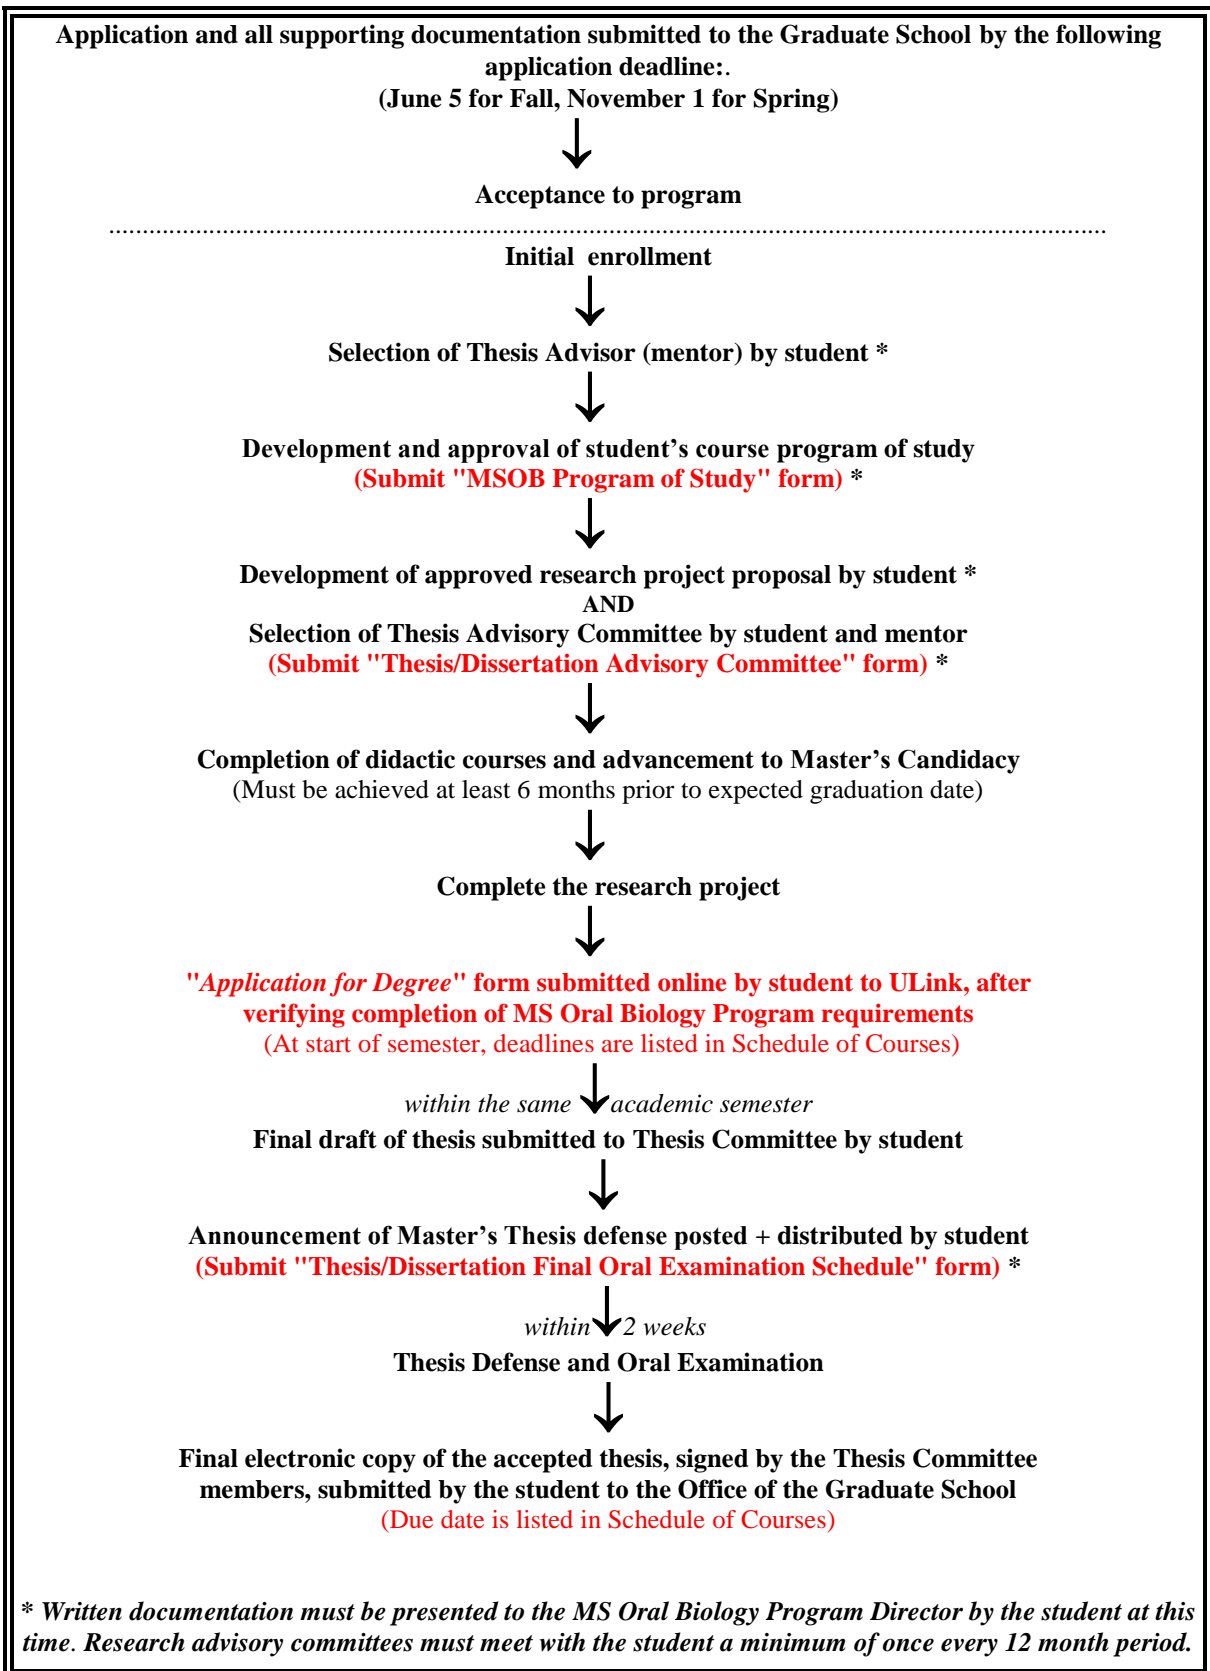 Application and all supporting documentation submitted to the Graduate School by the following
application deadline:.
(June 5 for Fall, November 1 for Spring)
Acceptance to program
....................................................................................................................................................
Initial enrollment
Selection of Thesis Advisor (mentor) by student *
Development and approval of student's course program of study
(Submit "MSOB Program of Study" form) *
Development of approved research project proposal by student *
AND
Selection of Thesis Advisory Committee by student and mentor
(Submit "Thesis/Dissertation Advisory Committee" form) *
Completion of didactic courses and advancement to Master's Candidacy
(Must be achieved at least 6 months prior to expected graduation date)
Complete the research project
"Application for Degree" form submitted online by student to ULink, after
verifying completion of MS Oral Biology Program requirements
(At start of semester, deadlines are listed in Schedule of Courses)
within the same academic semester
Final draft of thesis submitted to Thesis Committee by student
Announcement of Master's Thesis defense posted + distributed by student
(Submit "Thesis/Dissertation Final Oral Examination Schedule" form) *
within 2 weeks
Thesis Defense and Oral Examination
Final electronic copy of the accepted thesis, signed by the Thesis Committee
members, submitted by the student to the Office of the Graduate School
(Due date is listed in Schedule of Courses)
* Written documentation must be presented to the MS Oral Biology Program Director by the student at this
time. Research advisory committees must meet with the student a minimum of once every 12 month period.